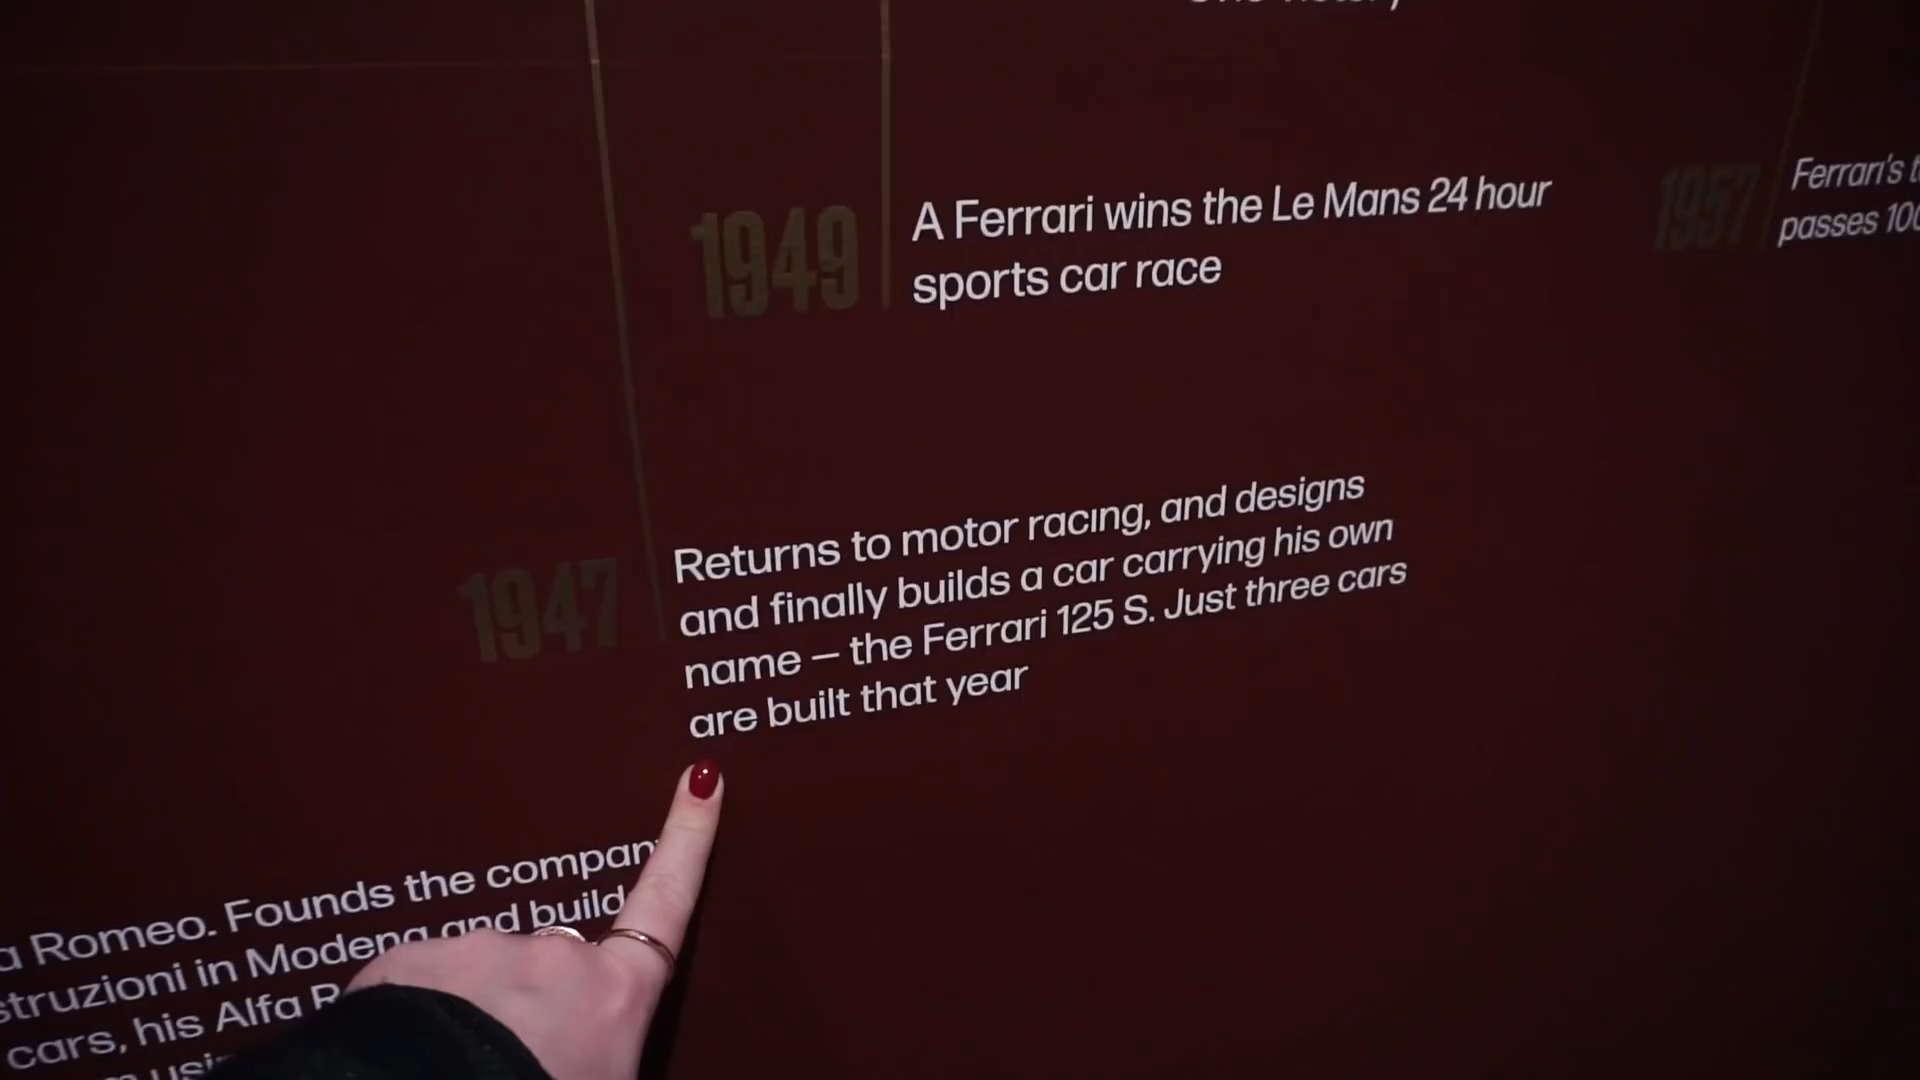 1949
A Ferrari wins the Le Mans 24 hour
sports car race
1957
Ferrari's
passes
1947
Returns to motor racing, and designs
and finally builds a car carrying his own
name – the Ferrari 125 S. Just three cars
are built that year
Romeo. Founds the
in Modena and
cars, his Alfa